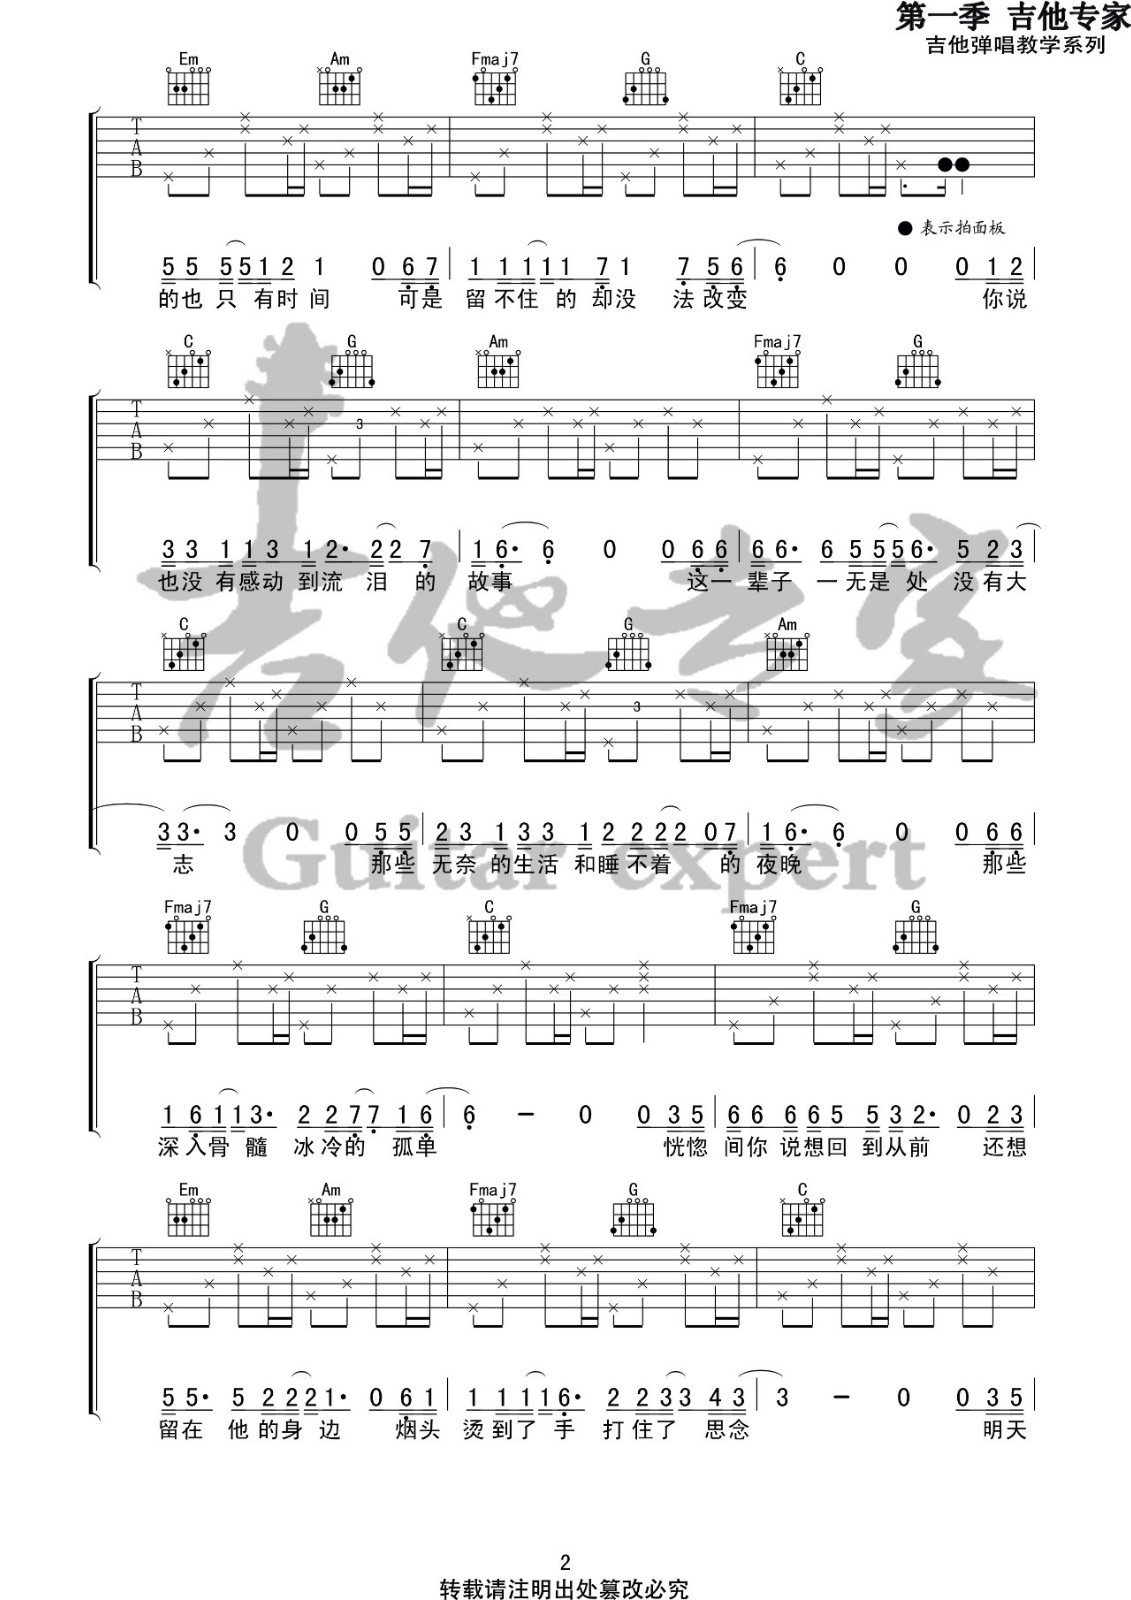 第一季 吉他专家
吉他弹唱教学系列
Em Am Fmaj7 G C
T
A
B
● 表示拍面板
5 5 5 5 1 2 1 0 6 7 1 1 1 1 1 7 1 7 5 6 6 0 0 0 1 2
的也 只 有时 间 可是 留 不住 的 却没 法 改变 你说
C G Am Fmaj7 G
T
A
B
3
3 3 1 1 3 1 2· 2 2 7 1 6· 6 0 0 6 6 6 6· 6 5 5 5 6· 5 2 3
也没 有感动 到流 泪 的 故事 这一 辈子 一 无是 处 没有大
C C G Am
T
A
B
3
3 3· 3 0 0 5 5 2 3 1 3 3 1 2 2 2 2 0 7 1 6· 6 0 0 6 6
志 那些 无奈 的生活 和睡 不着 的 夜晚 那些
Guitar expert
吉他专家
Fmaj7 G C Fmaj7 G
T
A
B
1 6 1 1 3· 2 2 7 7 1 6 6 － 0 0 3 5 6 6 6 6 5 5 3 2· 0 2 3
深入骨 髓 冰 冷的 孤单 恍惚 间你 说想回 到从前 还想
Em Am Fmaj7 G C
T
A
B
5 5· 5 2 2 2 1· 0 6 1 1 1 1 1 6· 2 2 3 3 4 3 3 － 0 0 3 5
留在 他 的身 边 烟头 烫到了 手 打 住了 思念 明天
2
转载请注明出处篡改必究